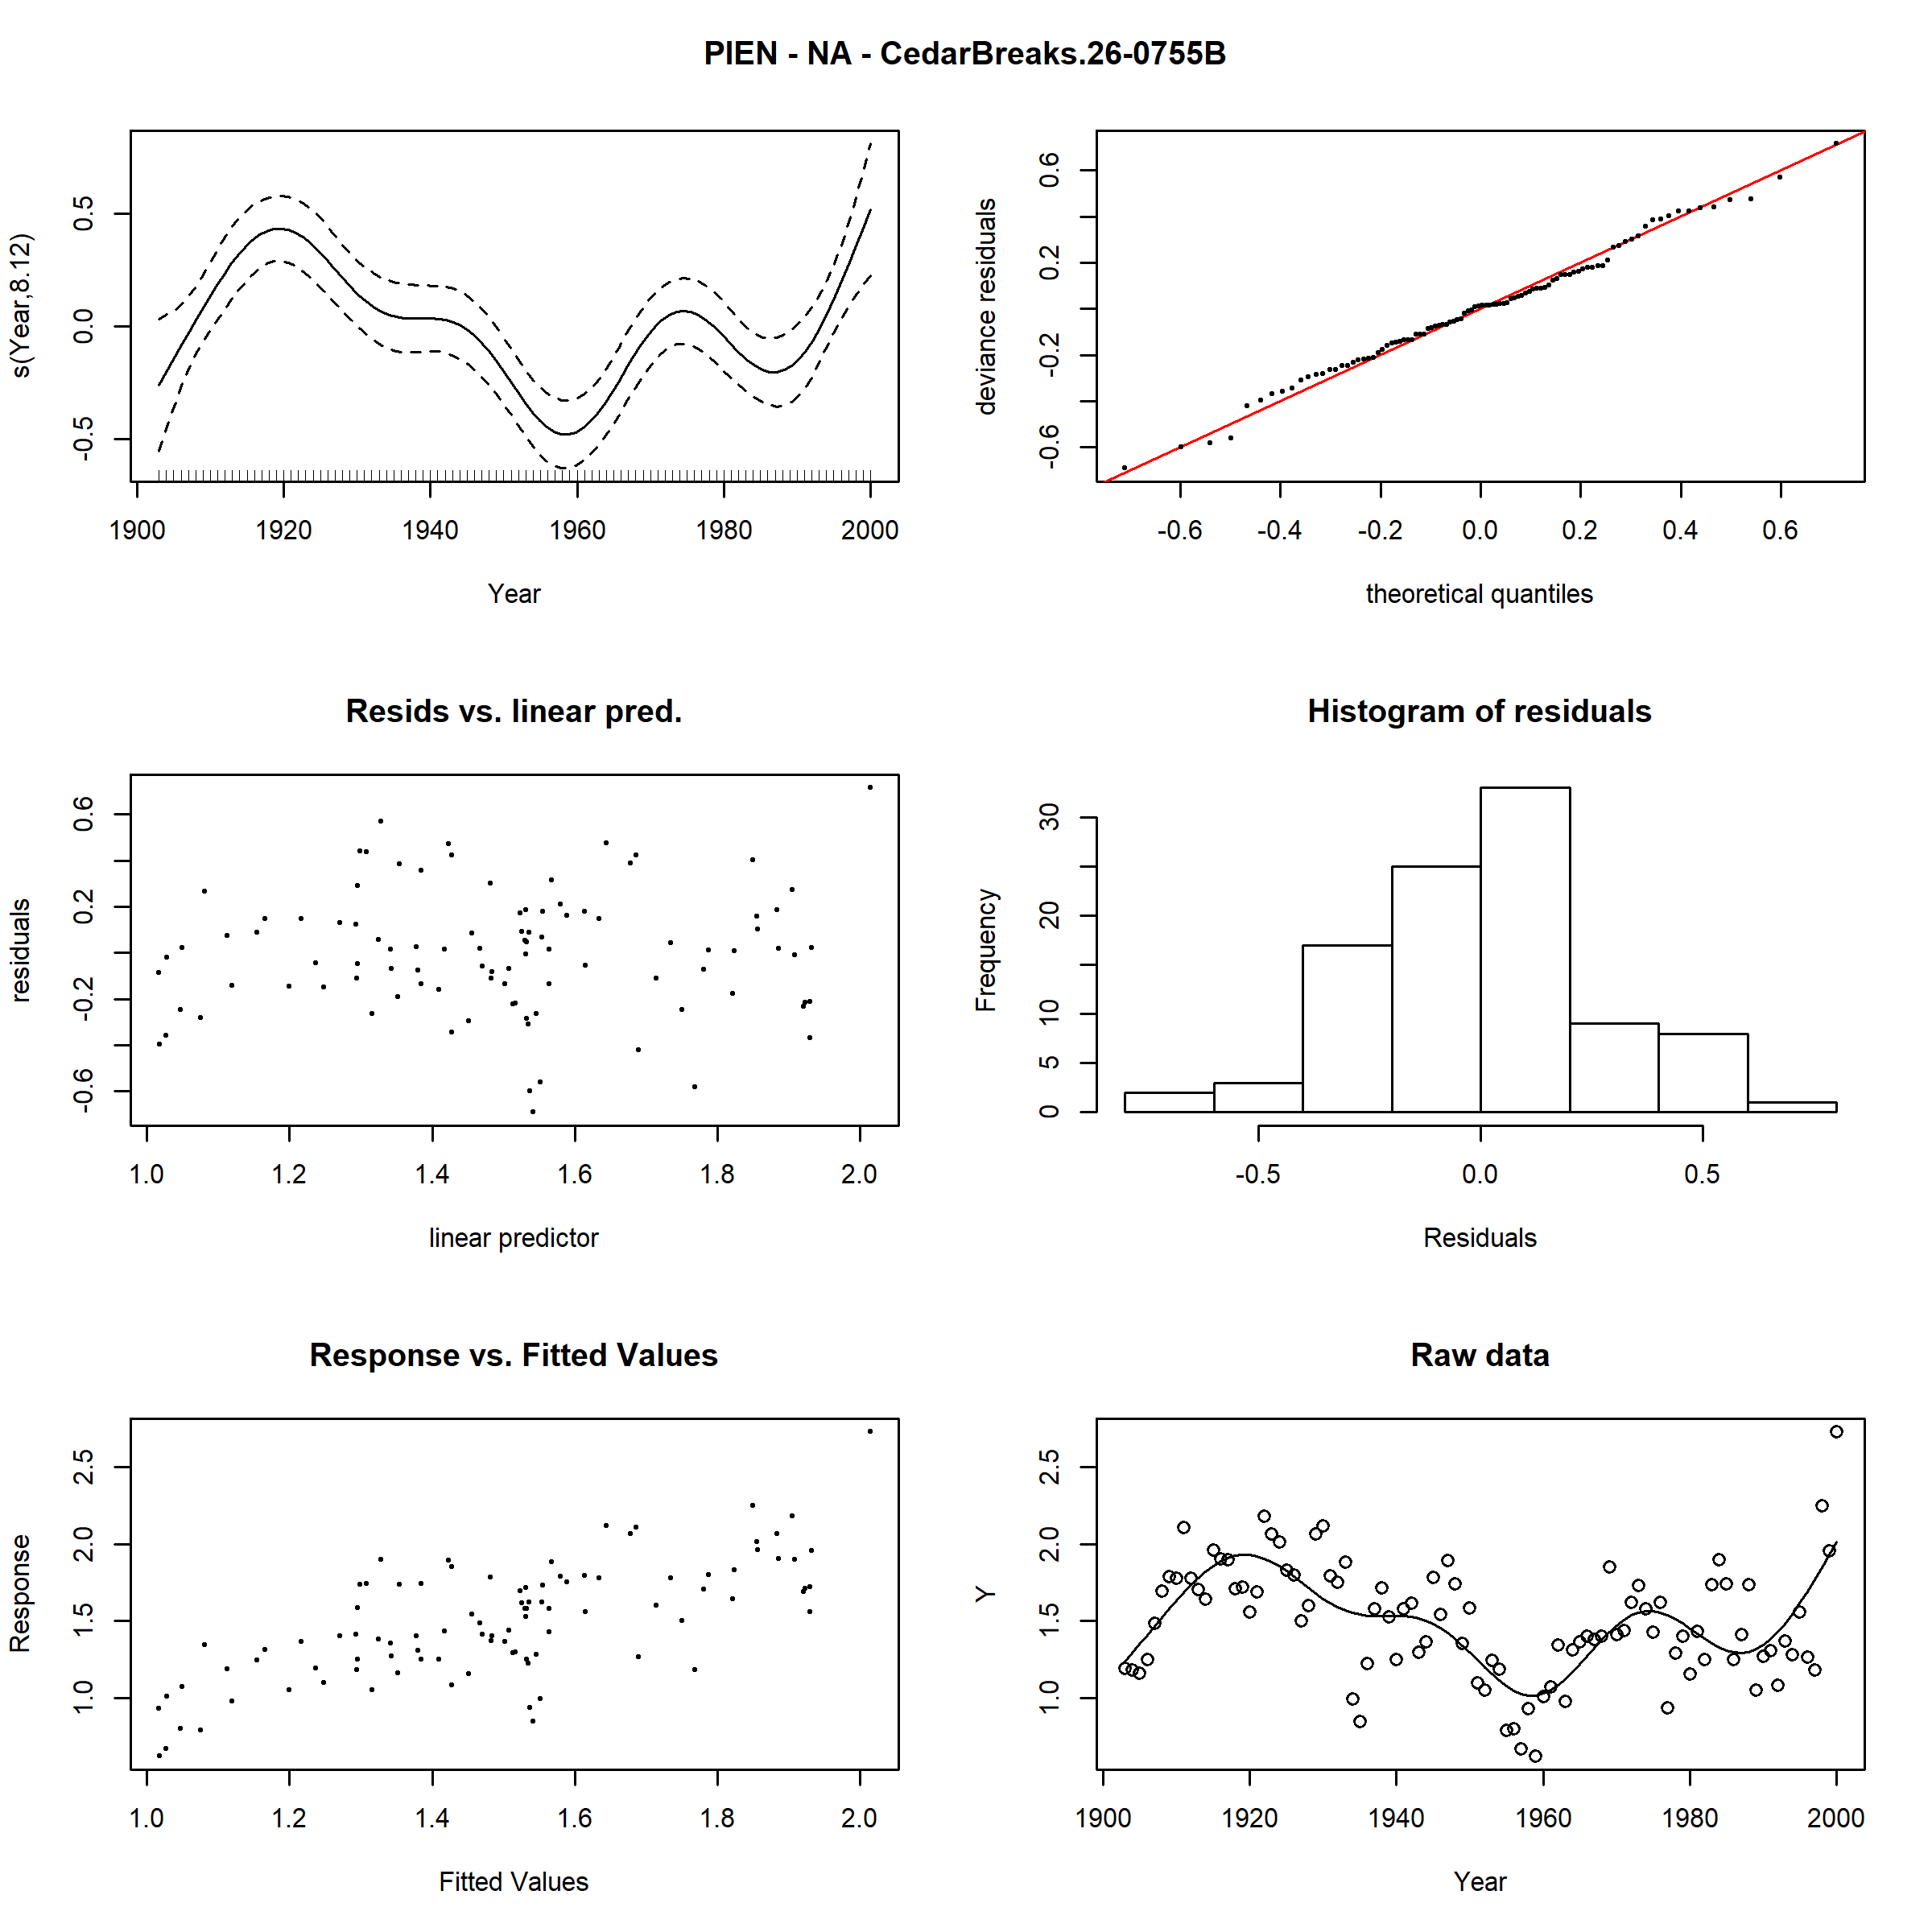 PIEN - NA - CedarBreaks.26-0755B
s(Year,8.12)
-0.5 0.0 0.5
1900 1920 1940 1960 1980 2000
Year
deviance residuals
-0.6 -0.2 0.2 0.6
-0.6 -0.4 -0.2 0.0 0.2 0.4 0.6
theoretical quantiles
Resids vs. linear pred.
residuals
-0.6 -0.2 0.2 0.6
1.0 1.2 1.4 1.6 1.8 2.0
linear predictor
Histogram of residuals
Frequency
0 5 10 20 30
-0.5 0.0 0.5
Residuals
Response vs. Fitted Values
Response
1.0 1.5 2.0 2.5
1.0 1.2 1.4 1.6 1.8 2.0
Fitted Values
Raw data
Y
1.0 1.5 2.0 2.5
1900 1920 1940 1960 1980 2000
Year